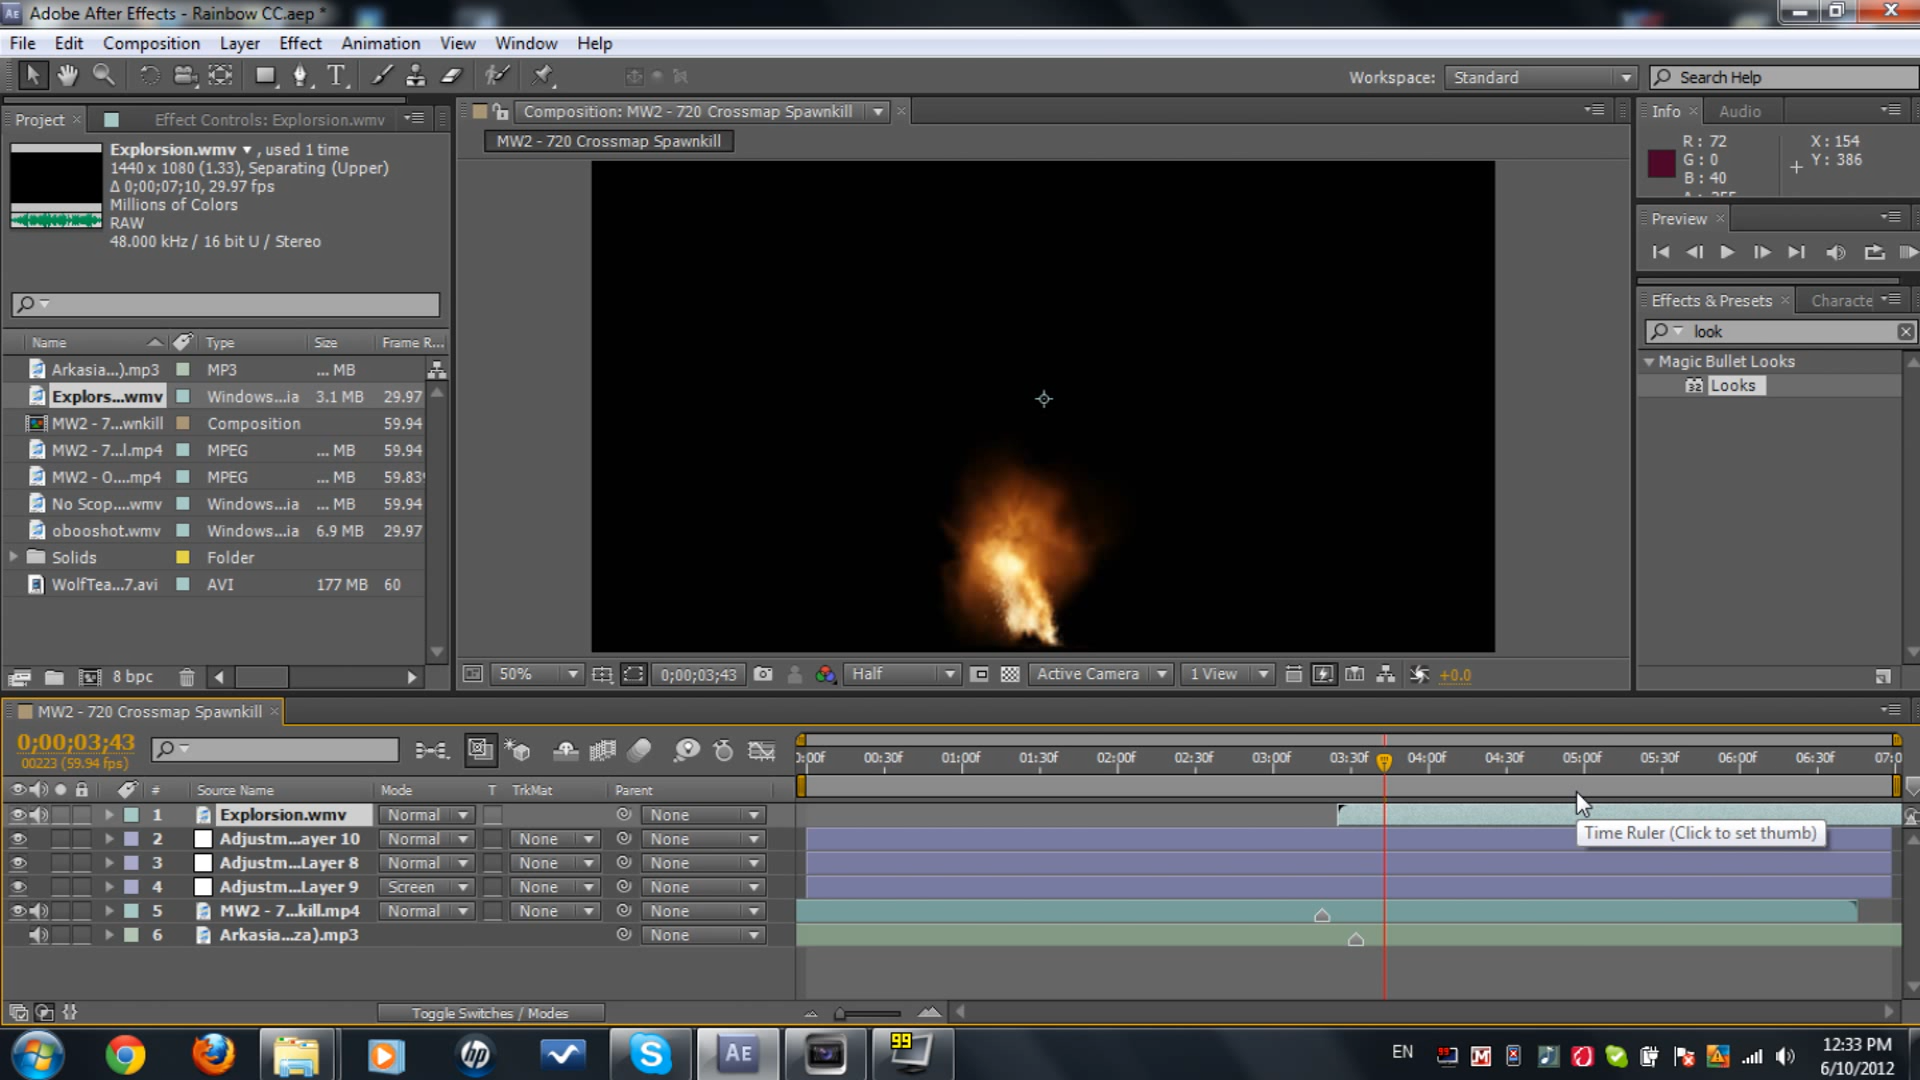 Adobe After Effects - Rainbow CC.aep *
File Edit Composition Layer Effect Animation View Window Help
Workspace: Standard Search Help
Project Effect Controls: Explorsion.wmv
Composition: MW2 - 720 Crossmap Spawnkill
MW2 - 720 Crossmap Spawnkill
Info Audio
Explorsion.wmv , used 1 time
1440 x 1080 (1.33), Separating (Upper)
Δ 0;00;07;10, 29.97 fps
Millions of Colors
RAW
48.000 kHz / 16 bit U / Stereo
R : 72 X : 154
G : 0 Y : 386
B : 40
Preview
Effects & Presets Characte
look
Magic Bullet Looks
32 Looks
Name Type Size Frame R...
Arkasia...).mp3 MP3 ... MB
Explors...wmv Windows...ia 3.1 MB 29.97
MW2 - 7...wnkill Composition 59.94
MW2 - 7...l.mp4 MPEG ... MB 59.94
MW2 - O....mp4 MPEG ... MB 59.839
No Scop....wmv Windows...ia ... MB 59.94
obooshot.wmv Windows...ia 6.9 MB 29.97
Solids Folder
WolfTea...7.avi AVI 177 MB 60
8 bpc
50% 0;00;03;43 Half Active Camera 1 View +0.0
MW2 - 720 Crossmap Spawnkill
0;00;03;43
00223 (59.94 fps)
):00f 00:30f 01:00f 01:30f 02:00f 02:30f 03:00f 03:30f 04:00f 04:30f 05:00f 05:30f 06:00f 06:30f 07:0
# Source Name Mode T TrkMat Parent
1 Explorsion.wmv Normal None
2 Adjustm...ayer 10 Normal None None
3 Adjustm...Layer 8 Normal None None
4 Adjustm...Layer 9 Screen None None
5 MW2 - 7...kill.mp4 Normal None None
6 Arkasia...za).mp3 None
Time Ruler (Click to set thumb)
Toggle Switches / Modes
AE
99
EN
12:33 PM
6/10/2012